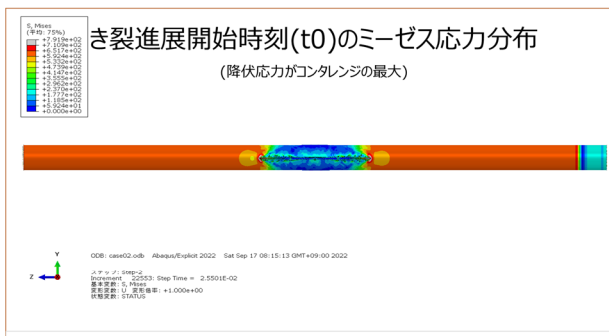 S, Mises
(平均: 75%)
+7.919e+02
+7.109e+02
+6.517e+02
+5.924e+02
+5.332e+02
+4.739e+02
+4.147e+02
+3.555e+02
+2.962e+02
+2.370e+02
+1.777e+02
+1.185e+02
+5.924e+01
+0.000e+00
き裂進展開始時刻(t0)のミーゼス応力分布
(降伏応力がコンタレンジの最大)
Y
Z
ODB: case02.odb Abaqus/Explicit 2022 Sat Sep 17 08:15:13 GMT+09:00 2022
ステップ: Step-2
Increment 22553: Step Time = 2.5501E-02
基本変数: S, Mises
変形変数: U 変形倍率: +1.000e+00
状態変数: STATUS